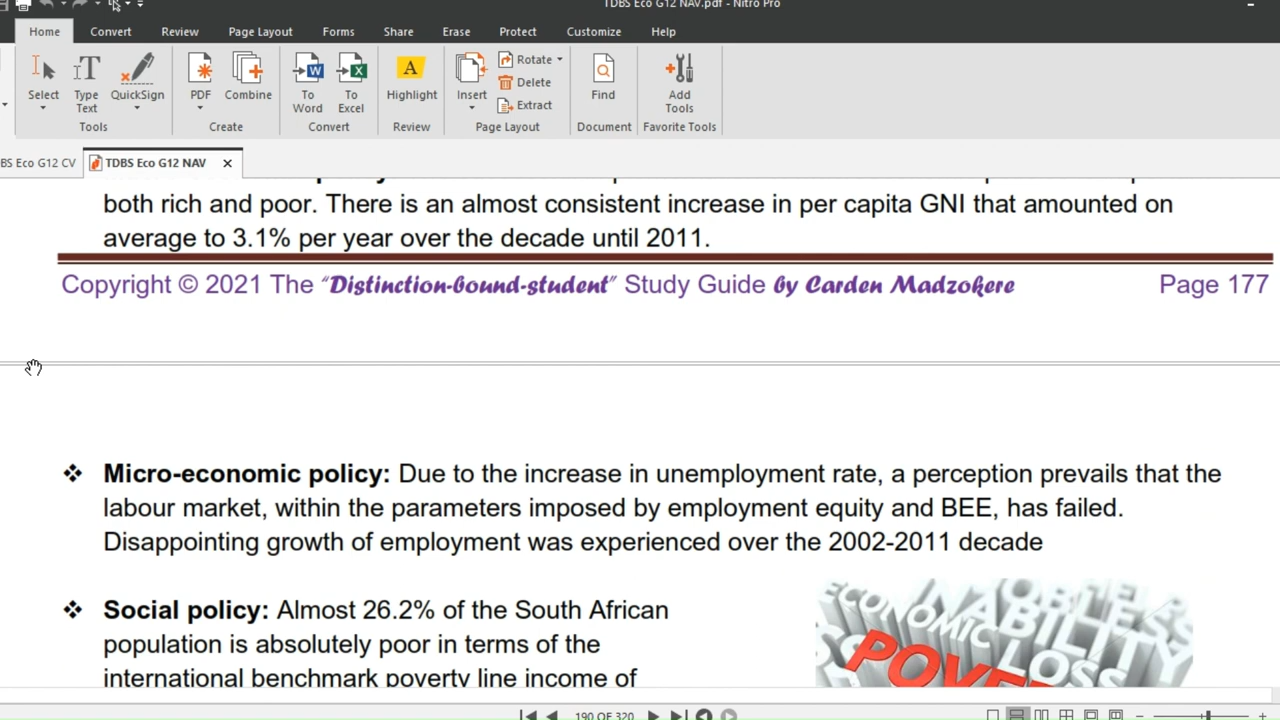 TDBS Eco G12 NAV.pdf - Nitro Pro
Home Convert Review Page Layout Forms Share Erase Protect Customize Help
Select
Type Text
QuickSign
Tools
PDF
Combine
Create
To Word
To Excel
Convert
Highlight
Review
Insert
Rotate
Delete
Extract
Page Layout
Find
Document
Add Tools
Favorite Tools
BS Eco G12 CV
TDBS Eco G12 NAV
both rich and poor. There is an almost consistent increase in per capita GNI that amounted on
average to 3.1% per year over the decade until 2011.
Copyright © 2021 The “Distinction-bound-student” Study Guide by Carden Madzokere Page 177
❖ Micro-economic policy: Due to the increase in unemployment rate, a perception prevails that the
labour market, within the parameters imposed by employment equity and BEE, has failed.
Disappointing growth of employment was experienced over the 2002-2011 decade
❖ Social policy: Almost 26.2% of the South African
population is absolutely poor in terms of the
international benchmark poverty line income of
ECONOMIC
LOSS
190 OF 320